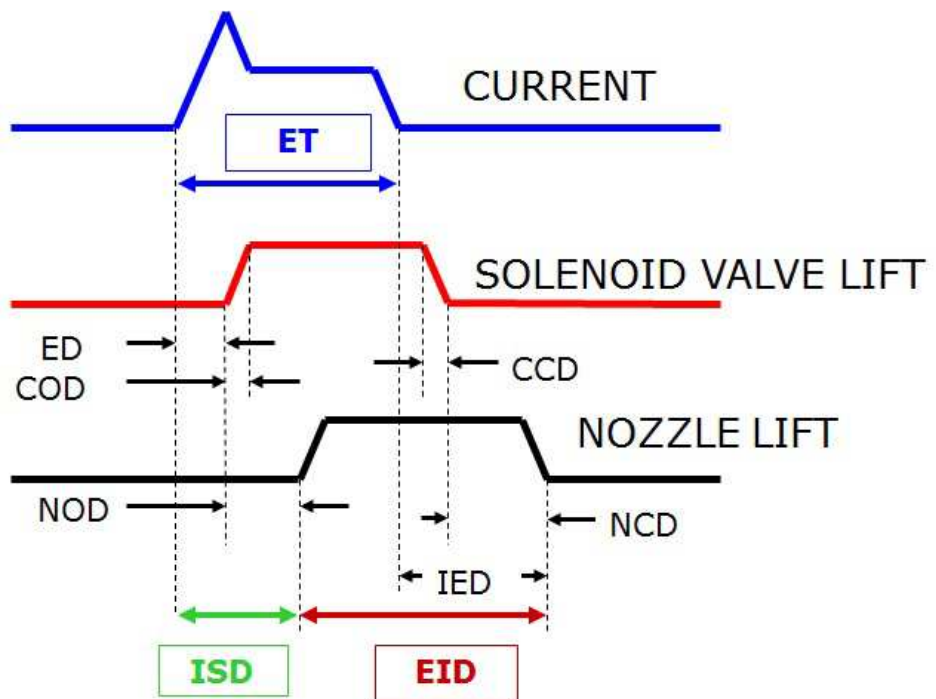 CURRENT
ET
SOLENOID VALVE LIFT
ED
CCD
COD
NOZZLE LIFT
NOD
NCD
IED
ISD
EID